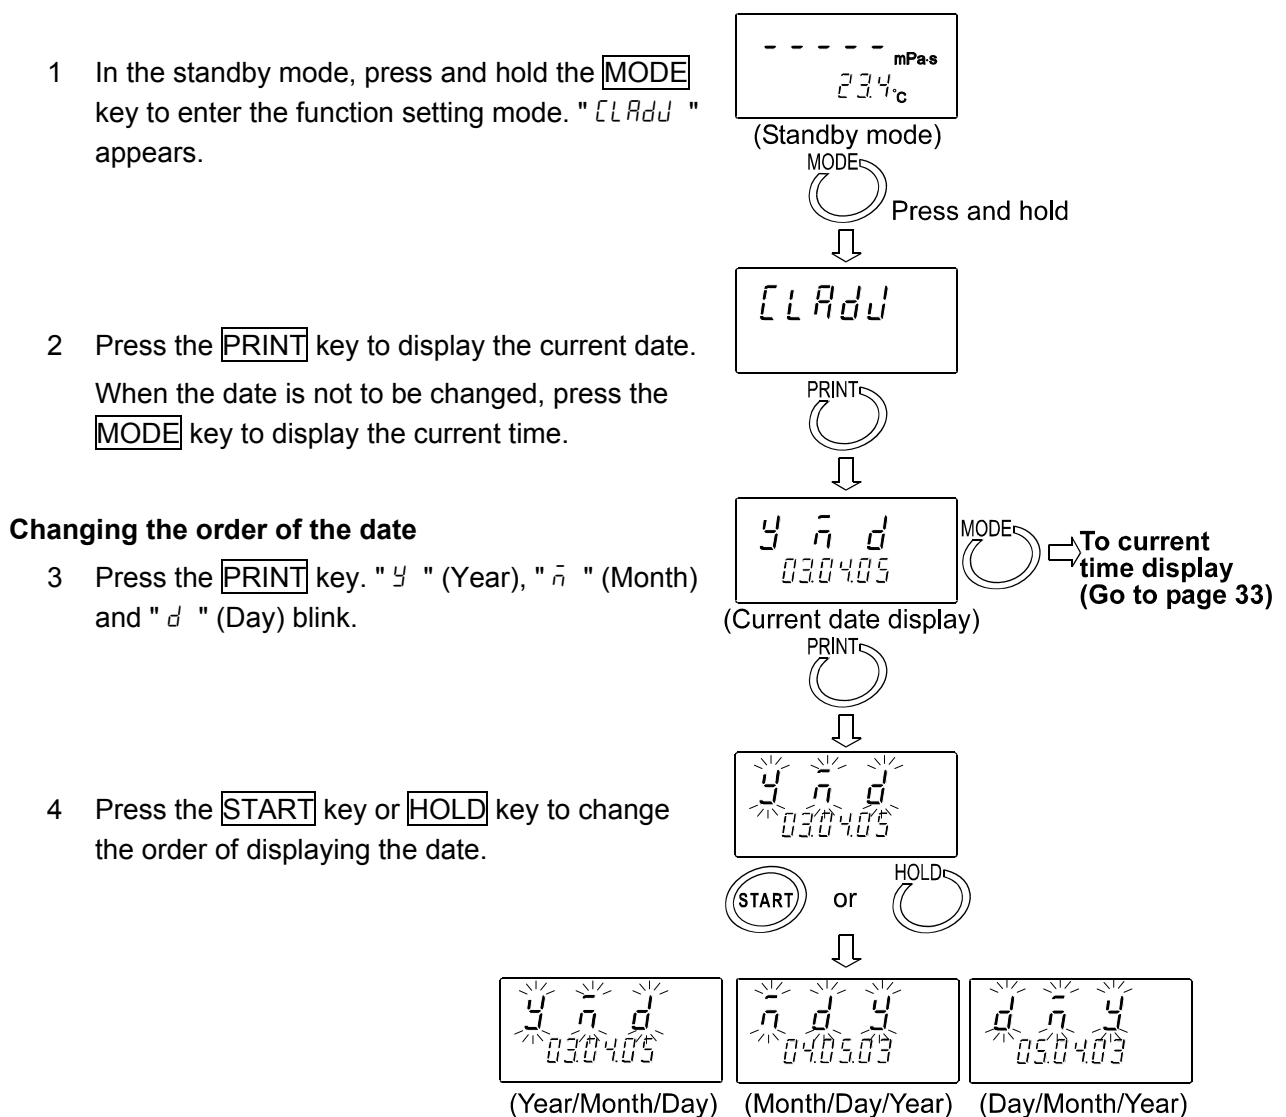 1 In the standby mode, press and hold the MODE
key to enter the function setting mode. " CLAdJ "
appears.
- - - - - mPa·s
23.4 °c
(Standby mode)
MODE
Press and hold
CLAdJ
2 Press the PRINT key to display the current date.
When the date is not to be changed, press the
MODE key to display the current time.
PRINT
Changing the order of the date
3 Press the PRINT key. " y " (Year), " n̄ " (Month)
and " d " (Day) blink.
y n̄ d
03.04.05
(Current date display)
MODE
To current
time display
(Go to page 33)
PRINT
y n̄ d
03.04.05
4 Press the START key or HOLD key to change
the order of displaying the date.
START or HOLD
y n̄ d
03.04.05
(Year/Month/Day)
n̄ d y
04.05.03
(Month/Day/Year)
d n̄ y
05.04.03
(Day/Month/Year)